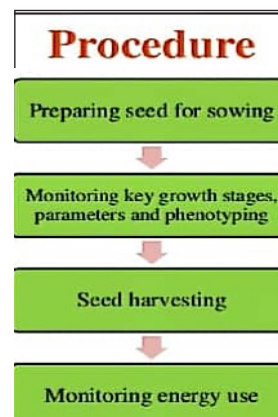 Procedure
Preparing seed for sowing
Monitoring key growth stages,
parameters and phenotyping
Seed harvesting
Monitoring energy use